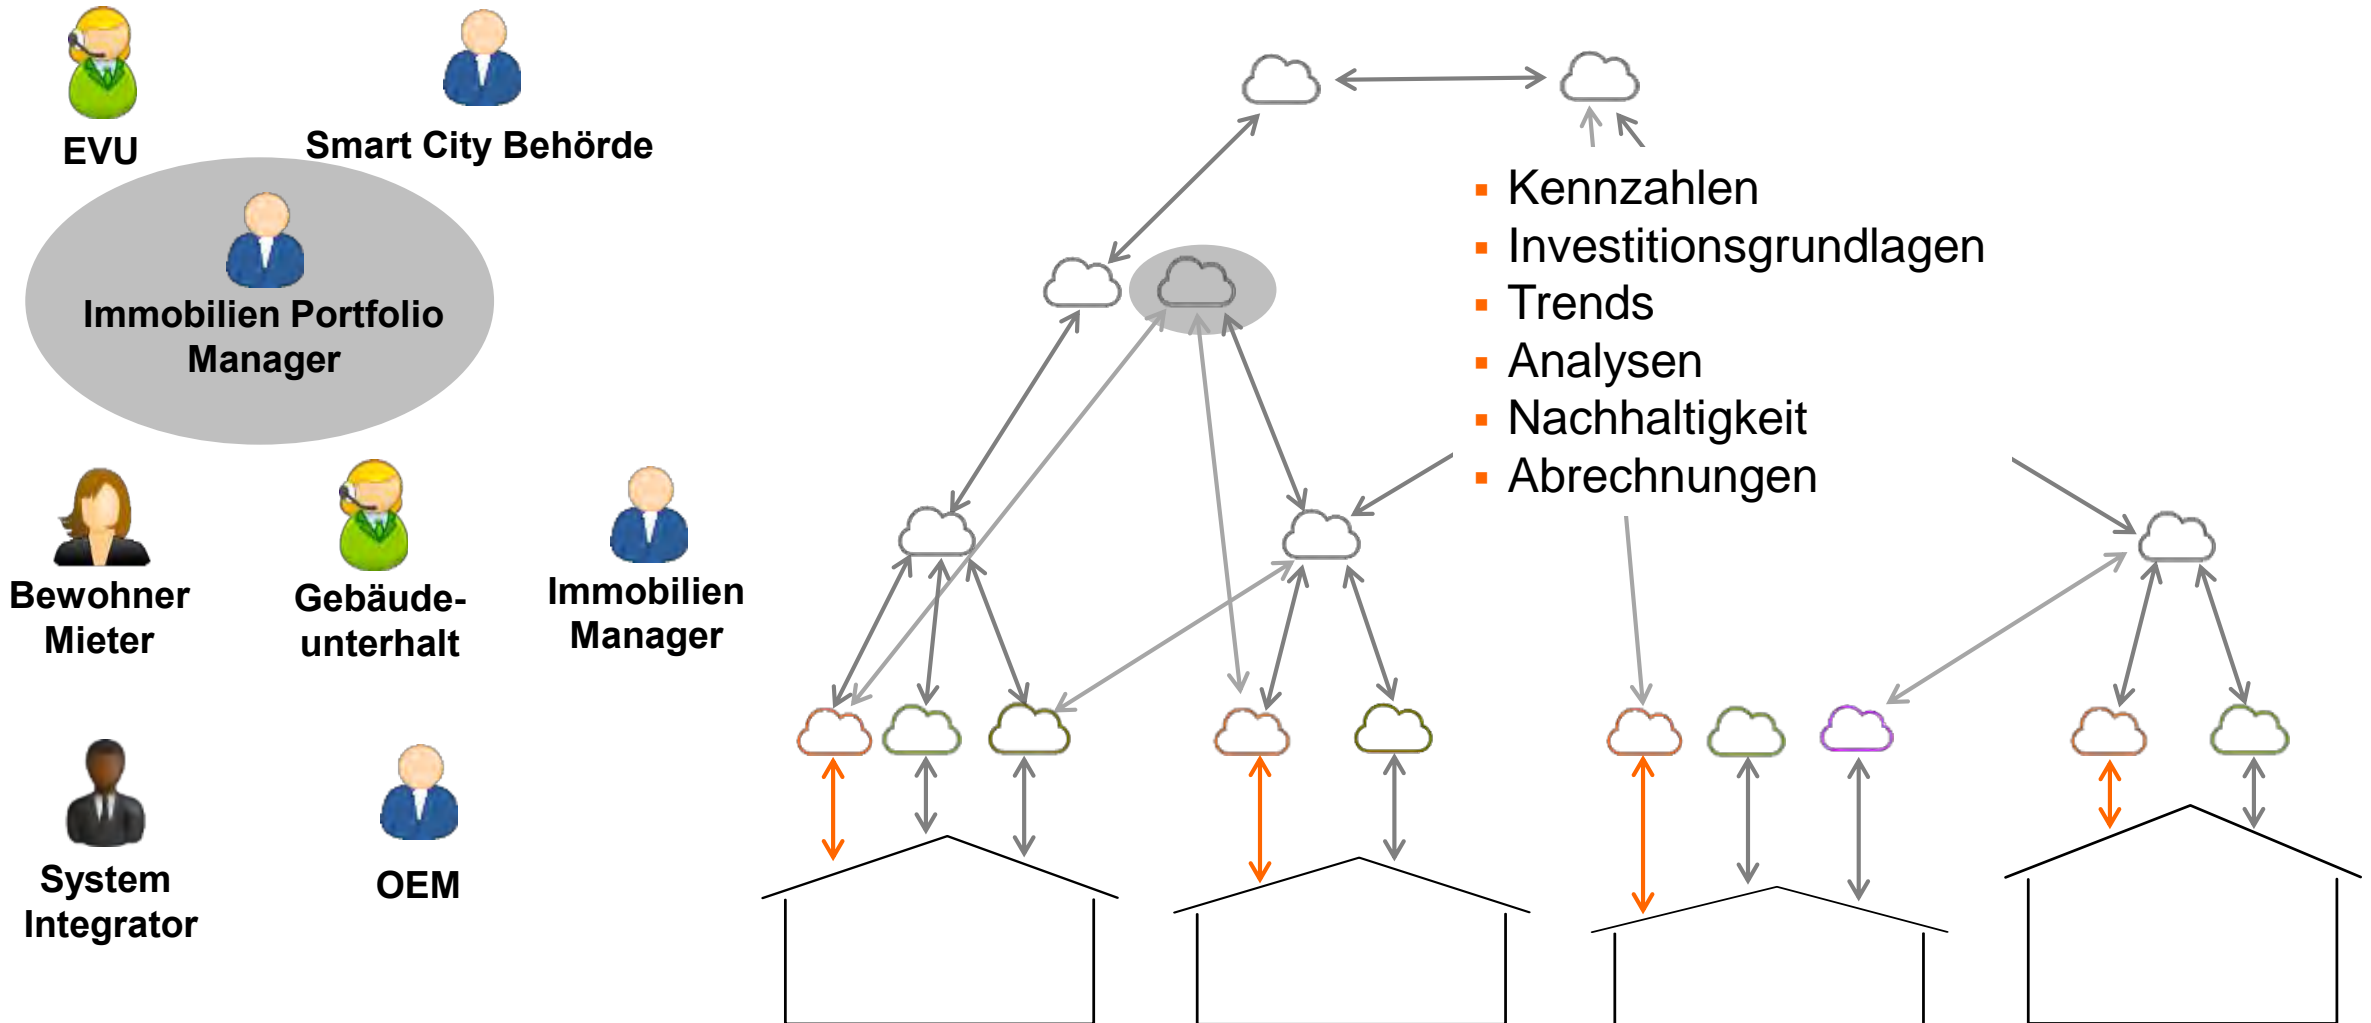 EVU
Smart City Behörde
Immobilien Portfolio
Manager
Bewohner
Mieter
Gebäude-
unterhalt
Immobilien
Manager
System
Integrator
OEM
Kennzahlen
Investitionsgrundlagen
Trends
Analysen
Nachhaltigkeit
Abrechnungen